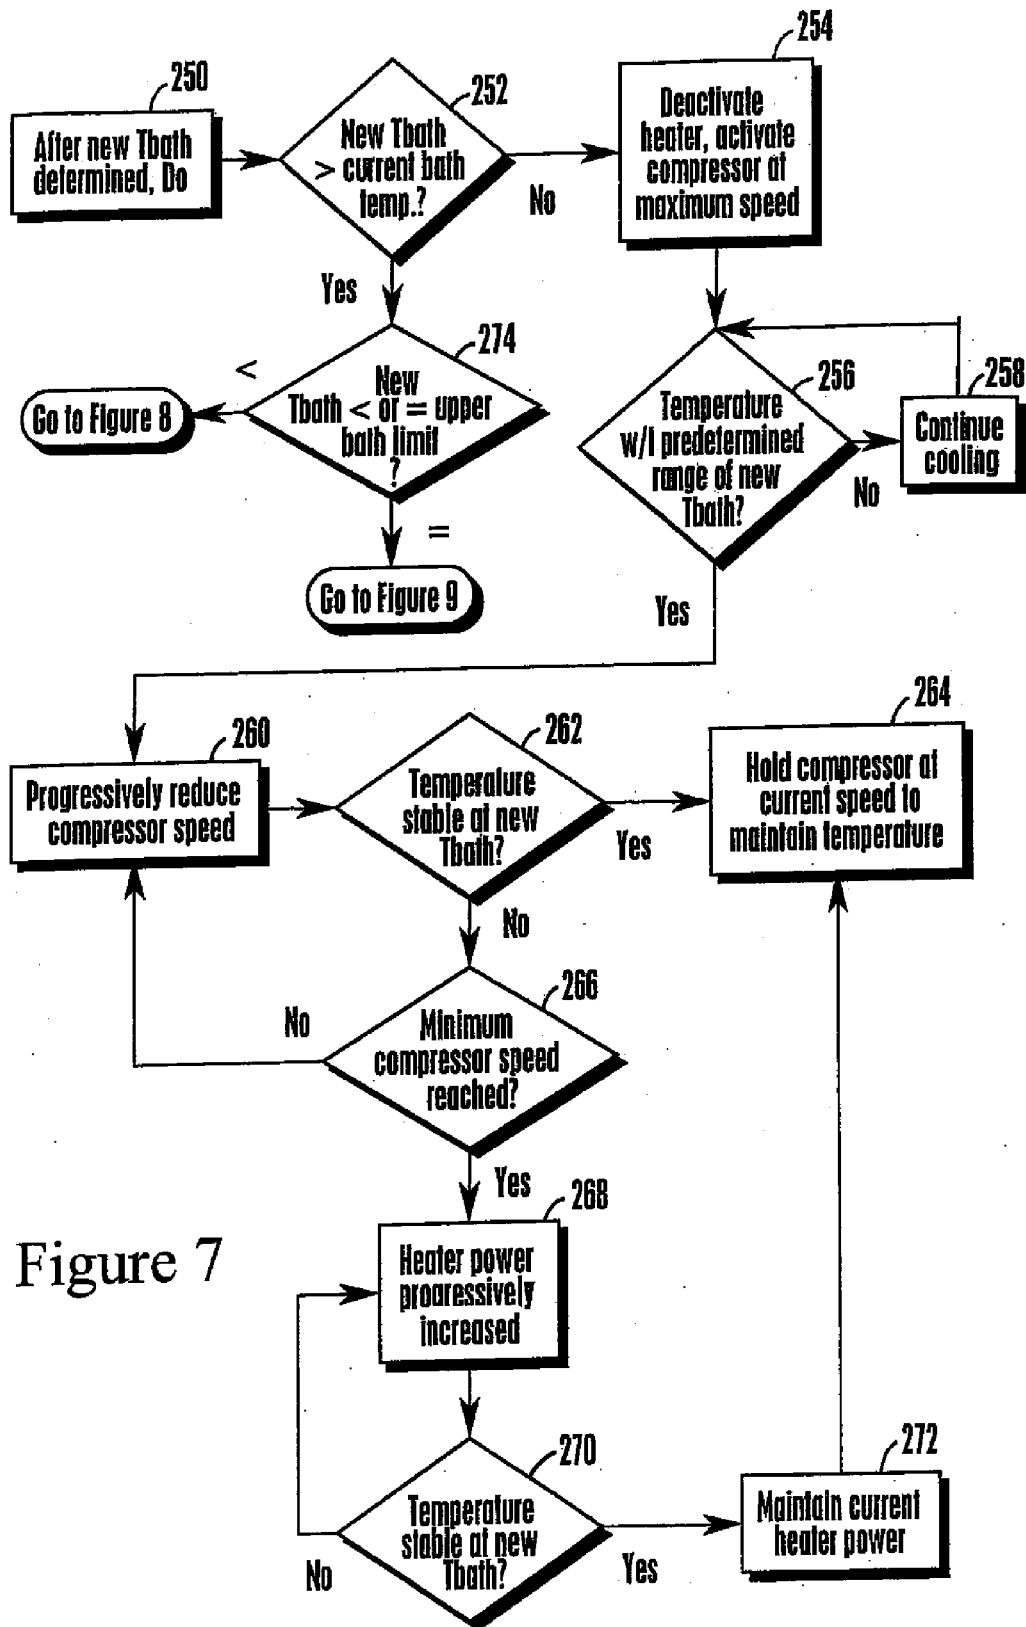 250
After new Tbath
determined, Do
252
New Tbath
> current bath
temp.?
No
Yes
254
Deactivate
heater, activate
compressor at
maximum speed
274
New
Tbath < or = upper
bath limit
?
<
Go to Figure 8
=
Go to Figure 9
256
Temperature
w/i predetermined
range of new
Tbath?
No
258
Continue
cooling
Yes
260
Progressively reduce
compressor speed
262
Temperature
stable at new
Tbath?
Yes
No
264
Hold compressor at
current speed to
maintain temperature
266
Minimum
compressor speed
reached?
No
Yes
268
Heater power
progressively
increased
Figure 7
270
Temperature
stable at new
Tbath?
No
Yes
272
Maintain current
heater power